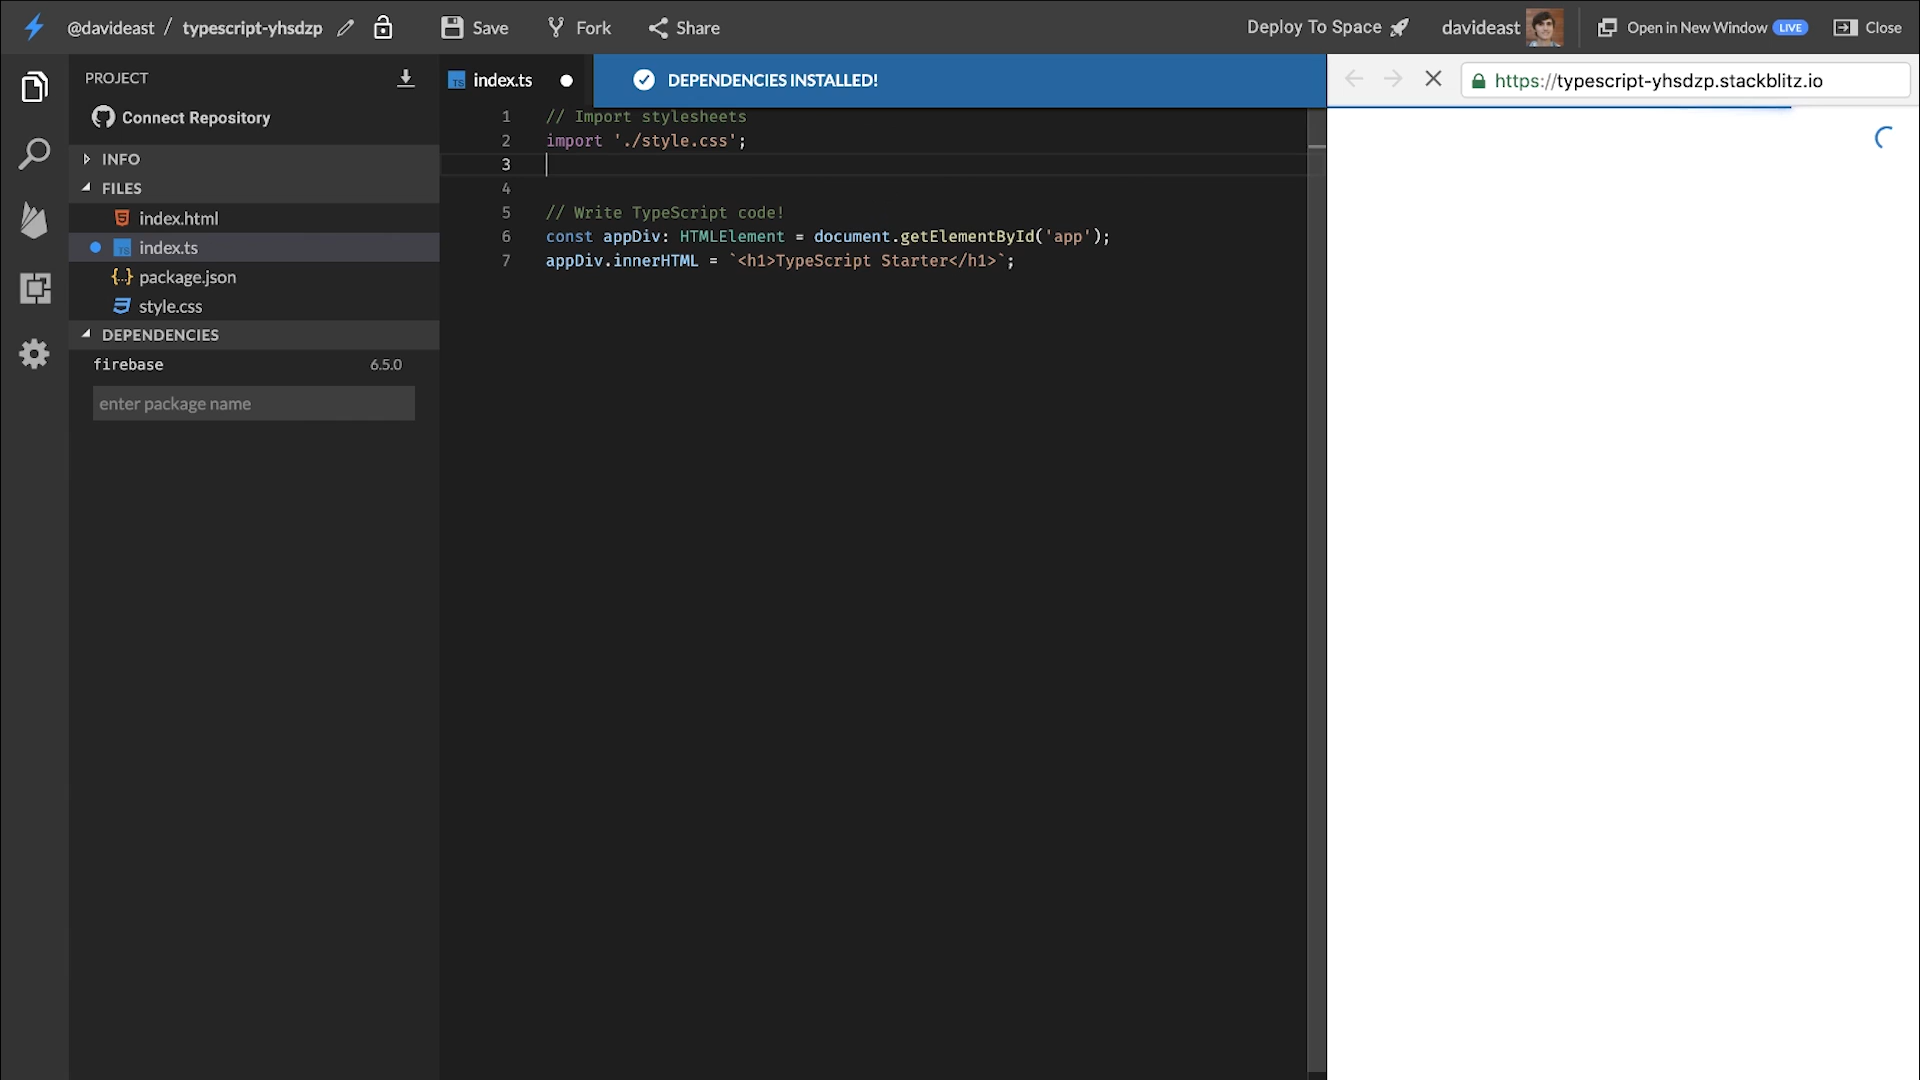 @davideast / typescript-yhsdzp
Save
Fork
Share
Deploy To Space
davideast
Open in New Window LIVE
Close
PROJECT
Connect Repository
INFO
FILES
index.html
TS index.ts
{..} package.json
style.css
DEPENDENCIES
firebase 6.5.0
enter package name
TS index.ts
DEPENDENCIES INSTALLED!
1 // Import stylesheets
2 import './style.css';
3
4
5 // Write TypeScript code!
6 const appDiv: HTMLElement = document.getElementById('app');
7 appDiv.innerHTML = `<h1>TypeScript Starter</h1>`;
https://typescript-yhsdzp.stackblitz.io